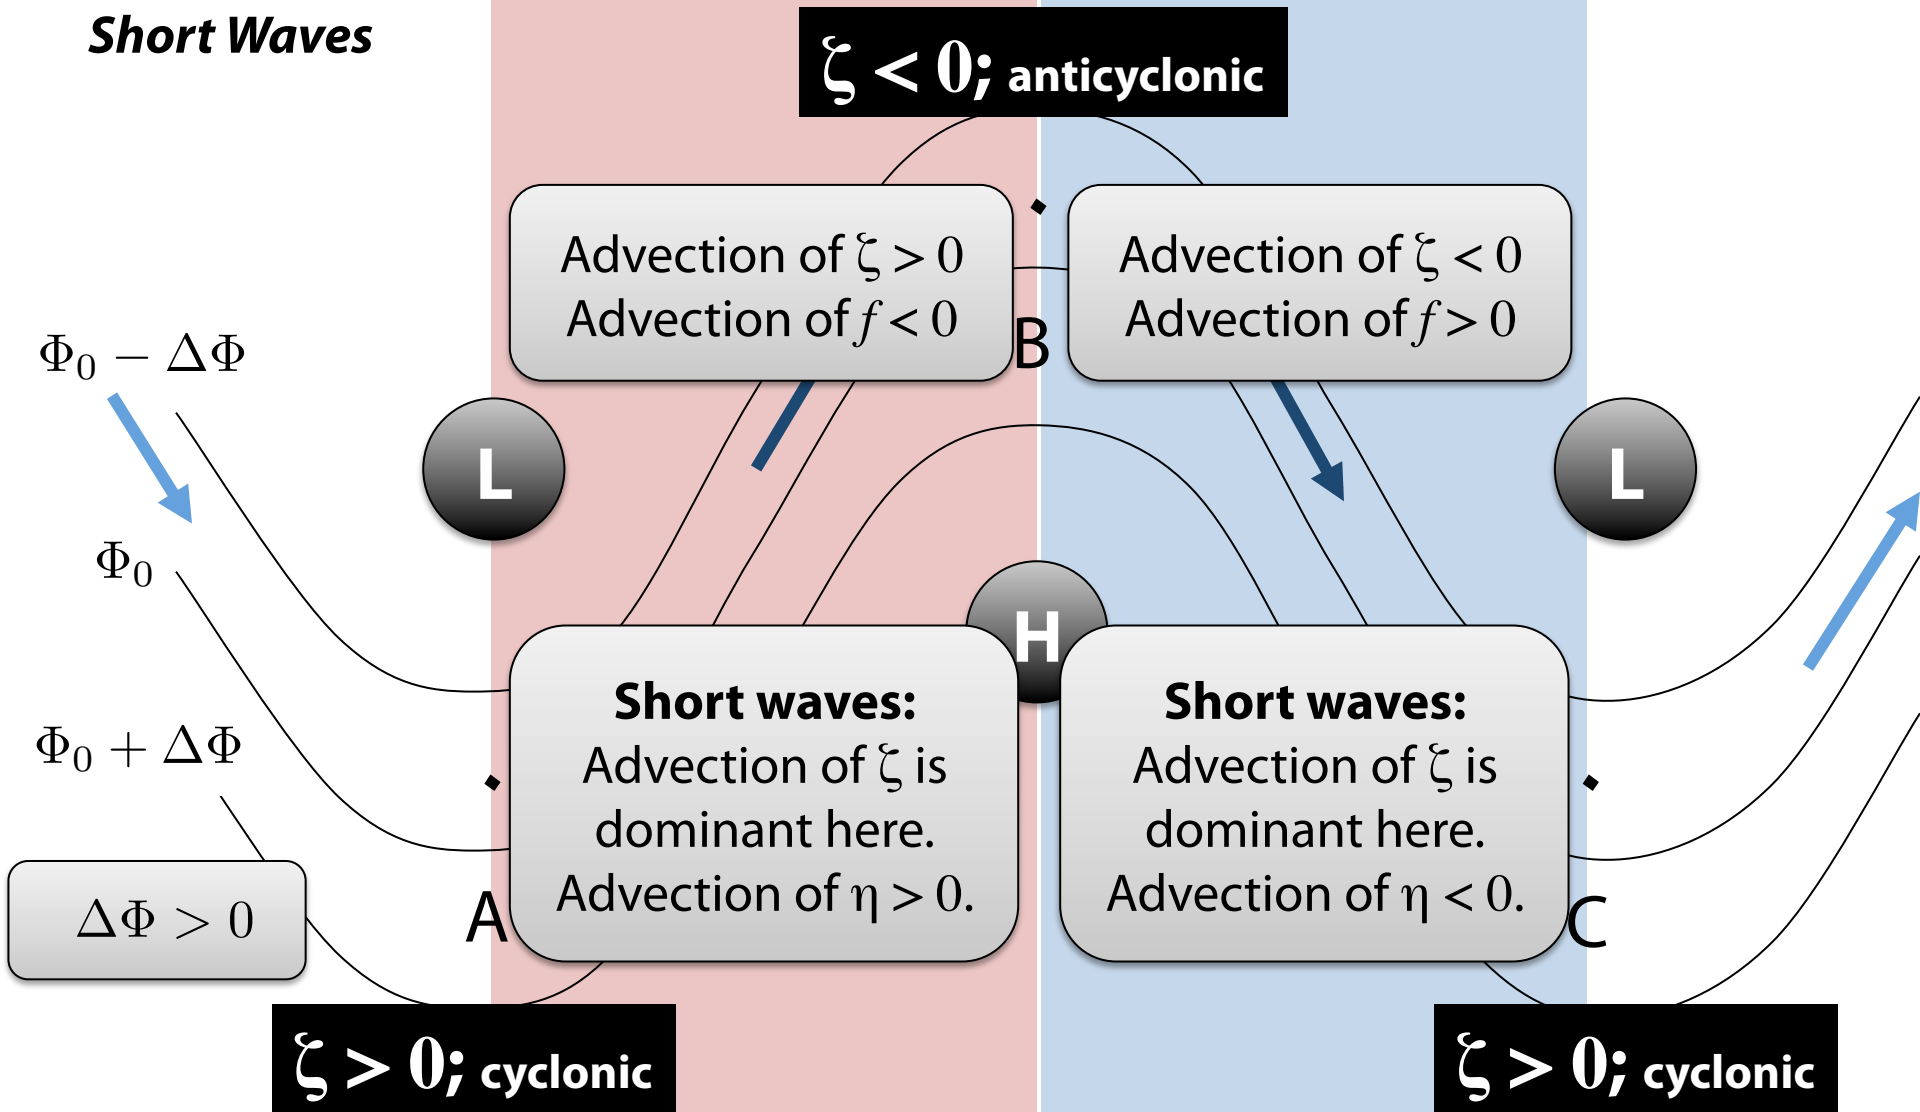 Short Waves
ζ < 0; anticyclonic
Advection of ζ > 0
Advection of f < 0
Advection of ζ < 0
Advection of f > 0
B
Φ₀ − ΔΦ
L
L
Φ₀
H
Φ₀ + ΔΦ
Short waves:
Advection of ζ is
dominant here.
Advection of η > 0.
Short waves:
Advection of ζ is
dominant here.
Advection of η < 0.
ΔΦ > 0
A
C
ζ > 0; cyclonic
ζ > 0; cyclonic